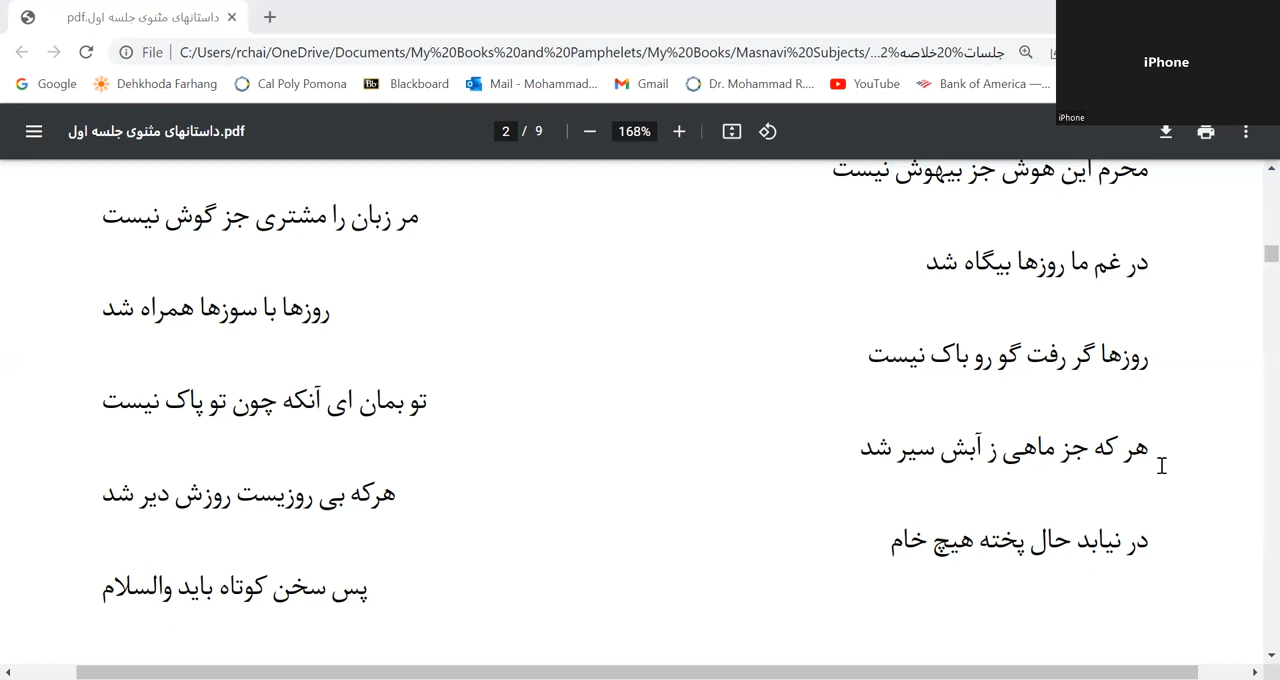 داستانهای مثنوی جلسه اول.pdf
File C:/Users/rchai/OneDrive/Documents/My%20Books%20and%20Pamphelets/My%20Books/Masnavi%20Subjects/...2%خلاصه%20جلسات
iPhone
Google Dehkhoda Farhang Cal Poly Pomona Bb Blackboard Mail - Mohammad... Gmail Dr. Mohammad R.... YouTube Bank of America —...
iPhone
داستانهای مثنوی جلسه اول.pdf 2 / 9 168%
محرم این هوش جز بیهوش نیست
مر زبان را مشتری جز گوش نیست
در غم ما روزها بیگاه شد
روزها با سوزها همراه شد
روزها گر رفت گو رو باک نیست
تو بمان ای آنکه چون تو پاک نیست
هر که جز ماهی ز آبش سیر شد
هرکه بی روزیست روزش دیر شد
در نیابد حال پخته هیچ خام
پس سخن کوتاه باید والسلام